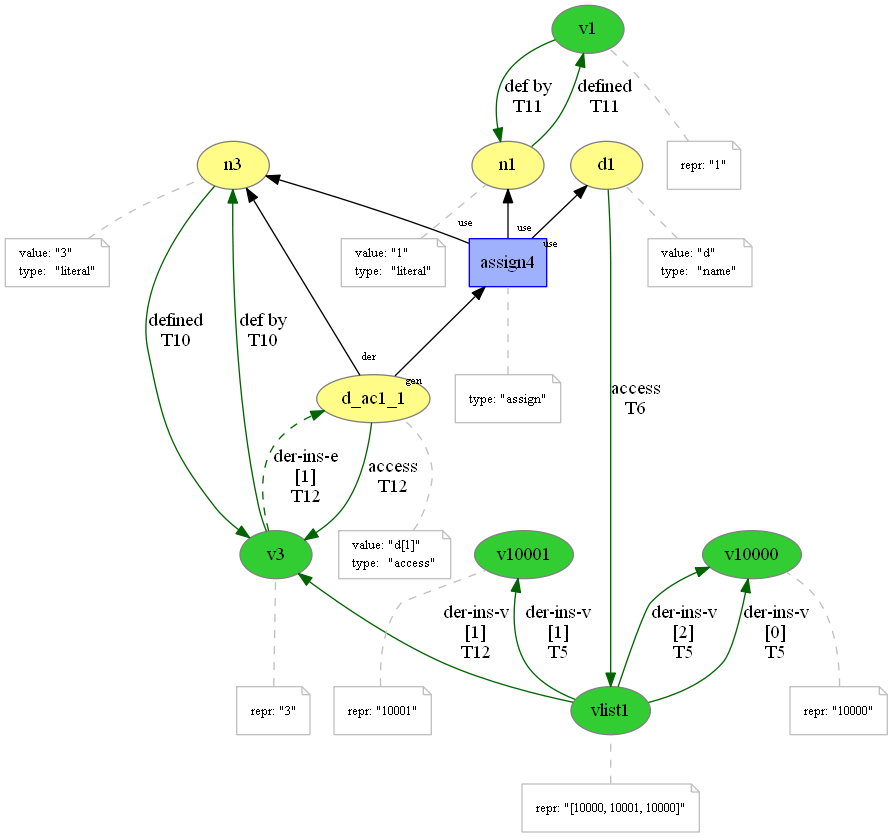 v1
def by
T11
defined
T11
n3
n1
d1
repr: "1"
use
use
use
value: "3"
type: "literal"
value: "1"
type: "literal"
assign4
value: "d"
type: "name"
defined
T10
def by
T10
der
gen
d_ac1_1
type: "assign"
access
T6
der-ins-e
[1]
T12
access
T12
value: "d[1]"
type: "access"
v3
v10001
v10000
der-ins-v
[1]
T12
der-ins-v
[1]
T5
der-ins-v
[2]
T5
der-ins-v
[0]
T5
repr: "3"
repr: "10001"
vlist1
repr: "10000"
repr: "[10000, 10001, 10000]"